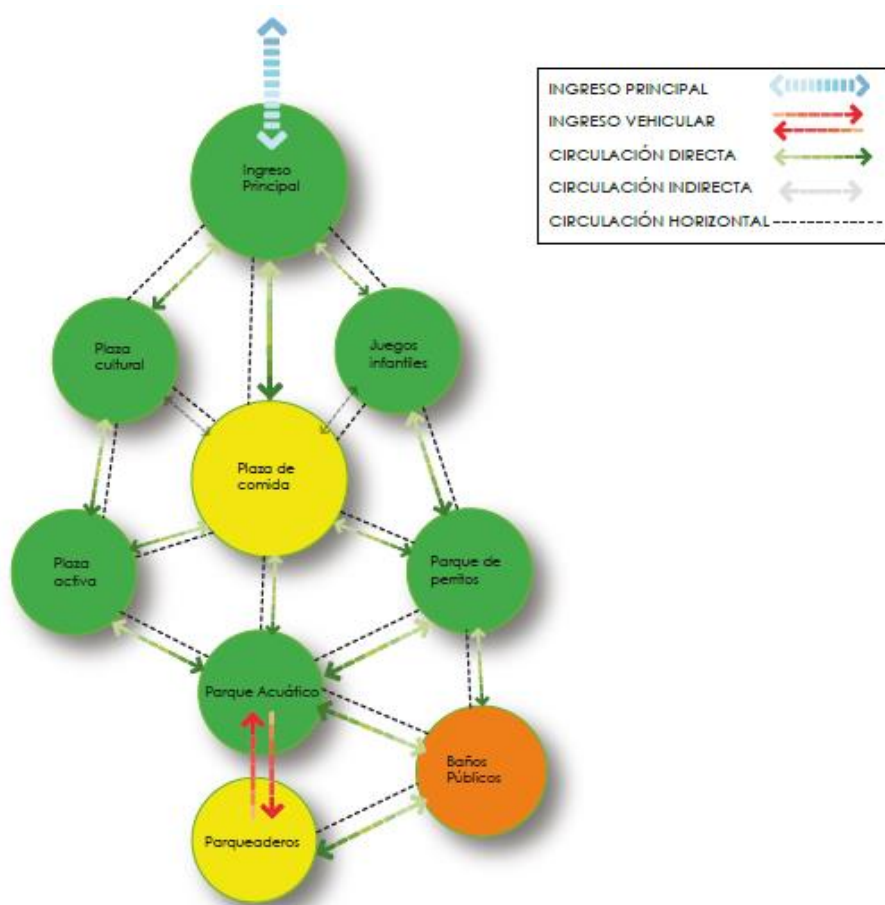 INGRESO PRINCIPAL
INGRESO VEHICULAR
CIRCULACIÓN DIRECTA
CIRCULACIÓN INDIRECTA
CIRCULACIÓN HORIZONTAL
Ingreso
Principal
Plaza
cultural
Juegos
infantiles
Plaza de
comida
Plaza
activa
Parque de
perritos
Parque Acuático
Baños
Públicos
Parqueaderos